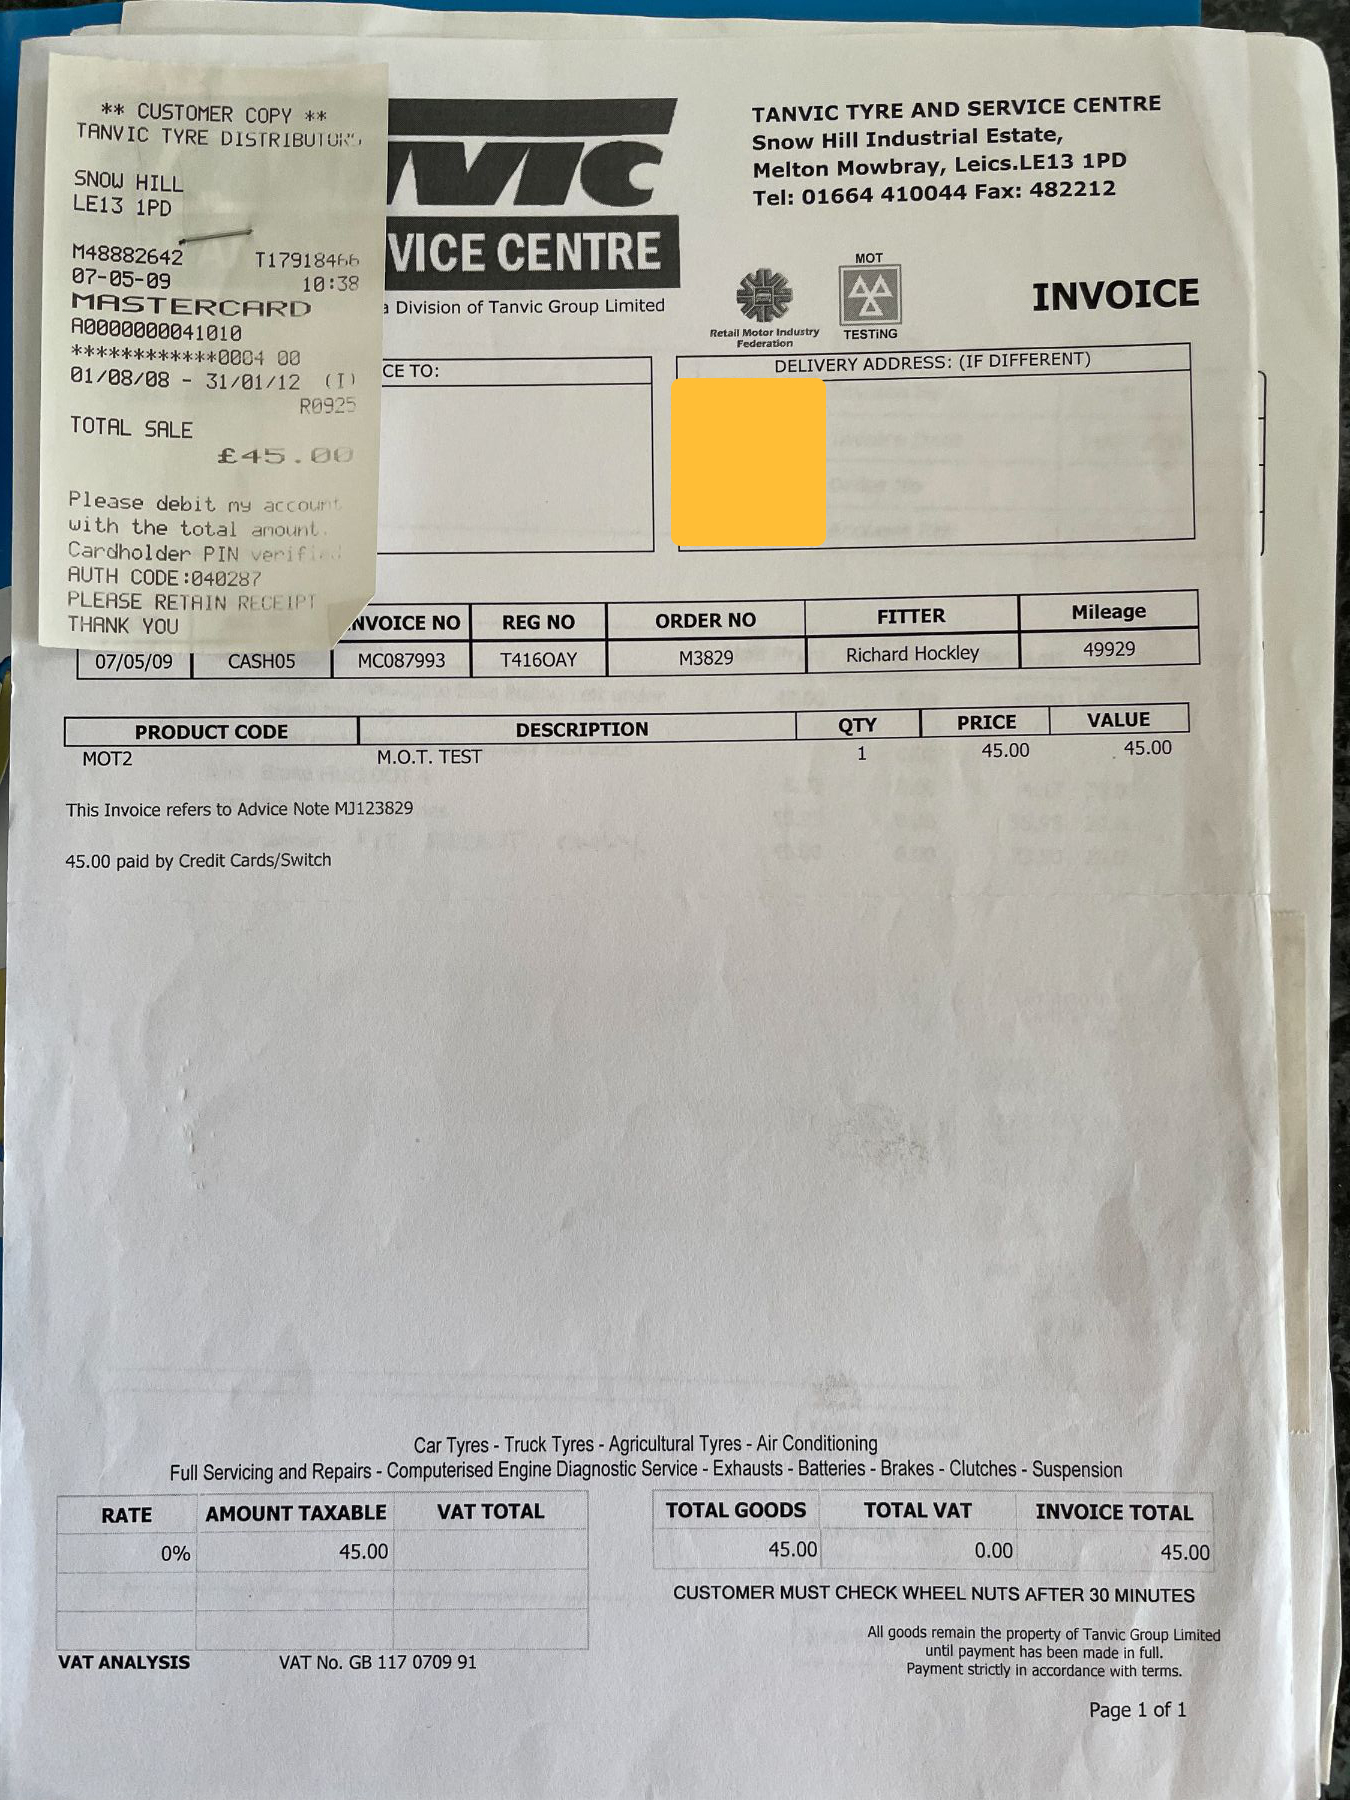 ** CUSTOMER COPY **
TANVIC TYRE DISTRIBUTORS
SNOW HILL
LE13 1PD
M48882642 T17918466
07-05-09 10:38
MASTERCARD
A0000000041010
************0004 00
01/08/08 - 31/01/12 (I)
R0925
TOTAL SALE
£45.00
Please debit my account
with the total amount.
Cardholder PIN verified
AUTH CODE:040287
PLEASE RETAIN RECEIPT
THANK YOU
VIC
VICE CENTRE
a Division of Tanvic Group Limited
TANVIC TYRE AND SERVICE CENTRE
Snow Hill Industrial Estate,
Melton Mowbray, Leics.LE13 1PD
Tel: 01664 410044 Fax: 482212
Retail Motor Industry
Federation
MOT
TESTING
INVOICE
CE TO:
DELIVERY ADDRESS: (IF DIFFERENT)
NVOICE NO REG NO ORDER NO FITTER Mileage
07/05/09 CASH05 MC087993 T416OAY M3829 Richard Hockley 49929
PRODUCT CODE DESCRIPTION QTY PRICE VALUE
MOT2 M.O.T. TEST 1 45.00 45.00
This Invoice refers to Advice Note MJ123829
45.00 paid by Credit Cards/Switch
Car Tyres - Truck Tyres - Agricultural Tyres - Air Conditioning
Full Servicing and Repairs - Computerised Engine Diagnostic Service - Exhausts - Batteries - Brakes - Clutches - Suspension
RATE AMOUNT TAXABLE VAT TOTAL
0% 45.00
VAT ANALYSIS VAT No. GB 117 0709 91
TOTAL GOODS TOTAL VAT INVOICE TOTAL
45.00 0.00 45.00
CUSTOMER MUST CHECK WHEEL NUTS AFTER 30 MINUTES
All goods remain the property of Tanvic Group Limited
until payment has been made in full.
Payment strictly in accordance with terms.
Page 1 of 1